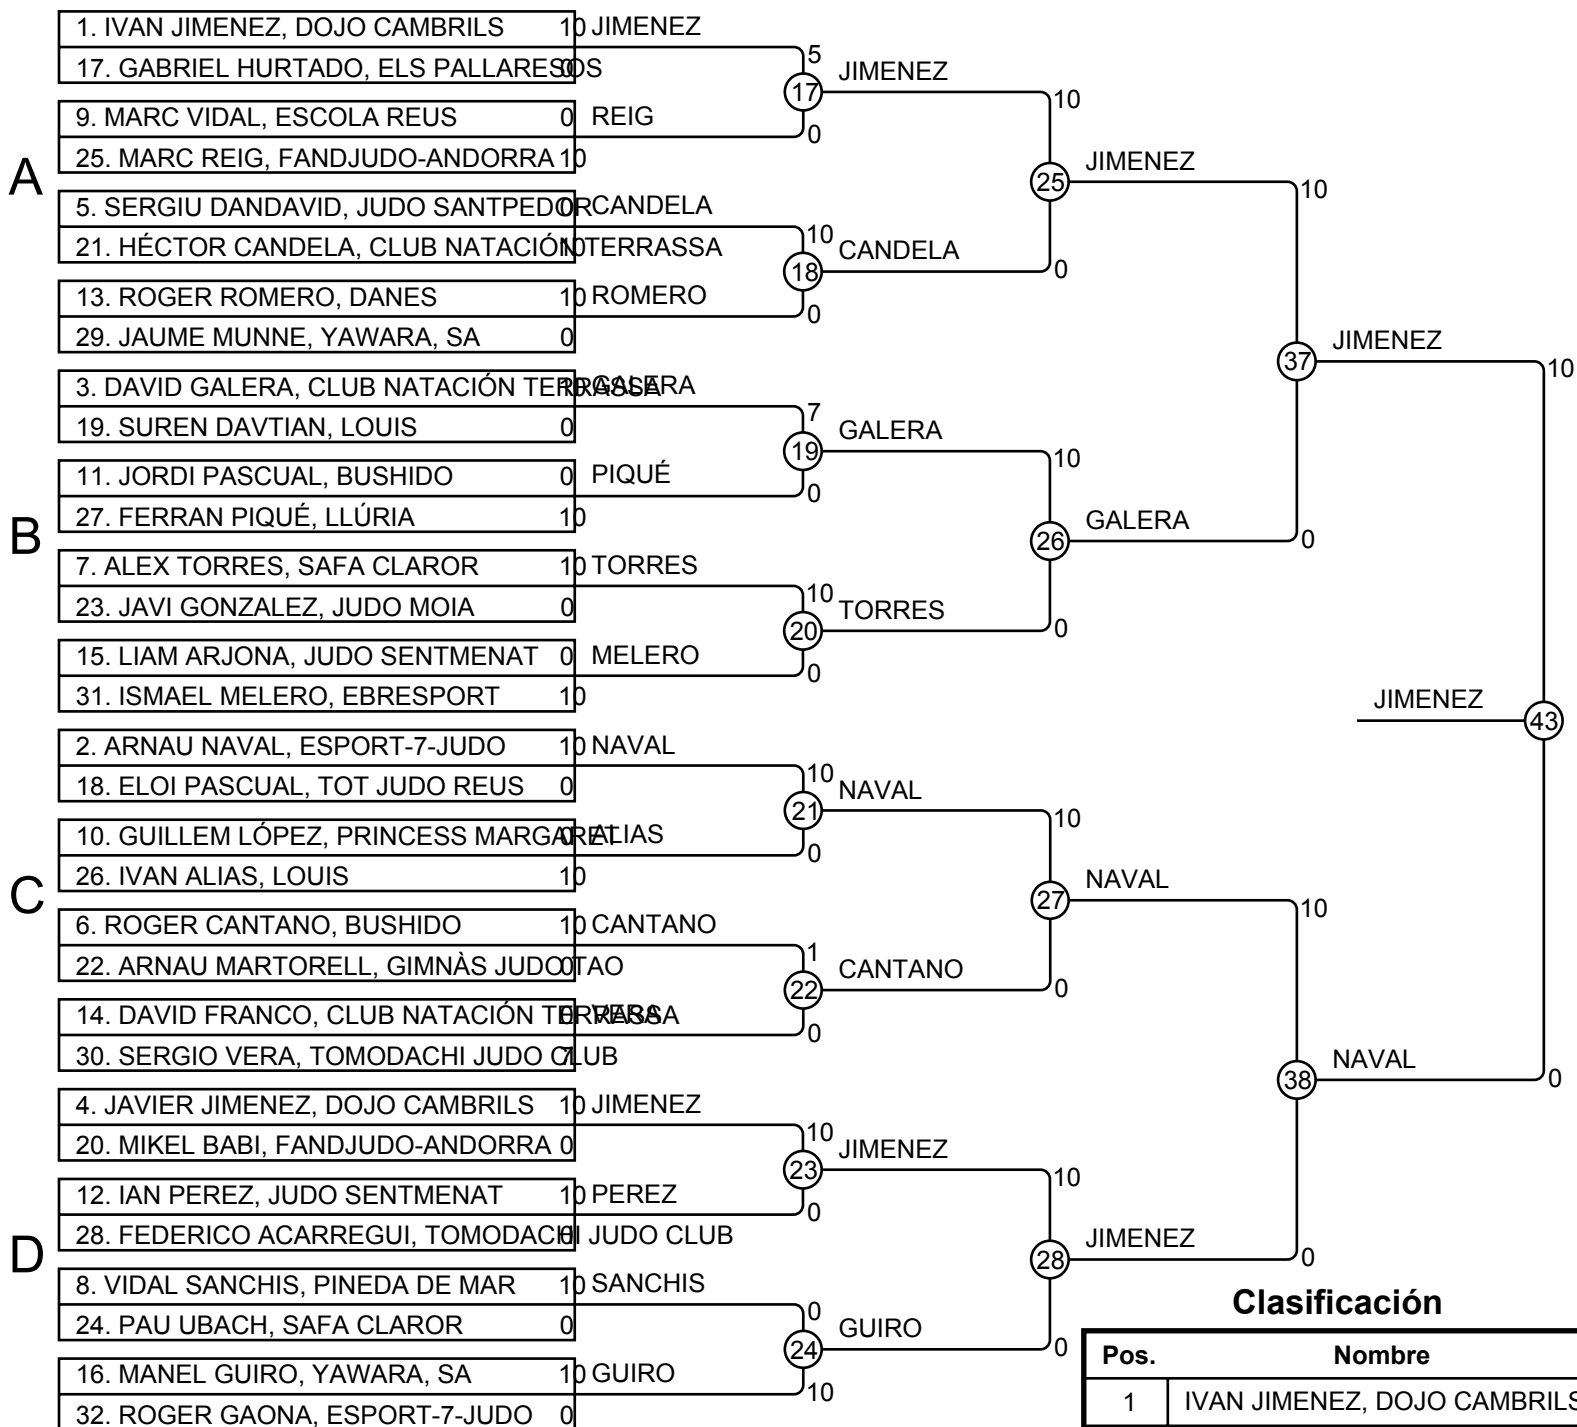 1. IVAN JIMENEZ, DOJO CAMBRILS 10 JIMENEZ
17. GABRIEL HURTADO, ELS PALLARESOS 0
5
17
0
JIMENEZ
9. MARC VIDAL, ESCOLA REUS 0 REIG
25. MARC REIG, FANDJUDO-ANDORRA 10
A
10
25
0
JIMENEZ
5. SERGIU DANDAVID, JUDO SANTPEDOR 0 CANDELA
21. HÉCTOR CANDELA, CLUB NATACIÓN TERRASSA 10
10
18
0
CANDELA
13. ROGER ROMERO, DANES 10 ROMERO
29. JAUME MUNNE, YAWARA, SA 0
10
37
0
JIMENEZ
3. DAVID GALERA, CLUB NATACIÓN TERRASSA 10 GALERA
19. SUREN DAVTIAN, LOUIS 0
7
19
0
GALERA
11. JORDI PASCUAL, BUSHIDO 0 PIQUÉ
27. FERRAN PIQUÉ, LLÚRIA 10
B
10
26
0
GALERA
7. ALEX TORRES, SAFA CLAROR 10 TORRES
23. JAVI GONZALEZ, JUDO MOIA 0
10
20
0
TORRES
15. LIAM ARJONA, JUDO SENTMENAT 0 MELERO
31. ISMAEL MELERO, EBRESPORT 10
10
JIMENEZ
43
0
2. ARNAU NAVAL, ESPORT-7-JUDO 10 NAVAL
18. ELOI PASCUAL, TOT JUDO REUS 0
10
21
0
NAVAL
10. GUILLEM LÓPEZ, PRINCESS MARGARET 0 ALIAS
26. IVAN ALIAS, LOUIS 10
C
10
27
0
NAVAL
6. ROGER CANTANO, BUSHIDO 10 CANTANO
22. ARNAU MARTORELL, GIMNÀS JUDO TAO 0
1
22
0
CANTANO
14. DAVID FRANCO, CLUB NATACIÓN TERRASSA 0 VERA
30. SERGIO VERA, TOMODACHI JUDO CLUB 7
10
38
0
NAVAL
4. JAVIER JIMENEZ, DOJO CAMBRILS 10 JIMENEZ
20. MIKEL BABI, FANDJUDO-ANDORRA 0
10
23
0
JIMENEZ
12. IAN PEREZ, JUDO SENTMENAT 10 PEREZ
28. FEDERICO ACARREGUI, TOMODACHI JUDO CLUB 0
D
10
28
0
JIMENEZ
8. VIDAL SANCHIS, PINEDA DE MAR 10 SANCHIS
24. PAU UBACH, SAFA CLAROR 0
0
24
10
GUIRO
16. MANEL GUIRO, YAWARA, SA 10 GUIRO
32. ROGER GAONA, ESPORT-7-JUDO 0
Clasificación
Pos. Nombre
1 IVAN JIMENEZ, DOJO CAMBRILS